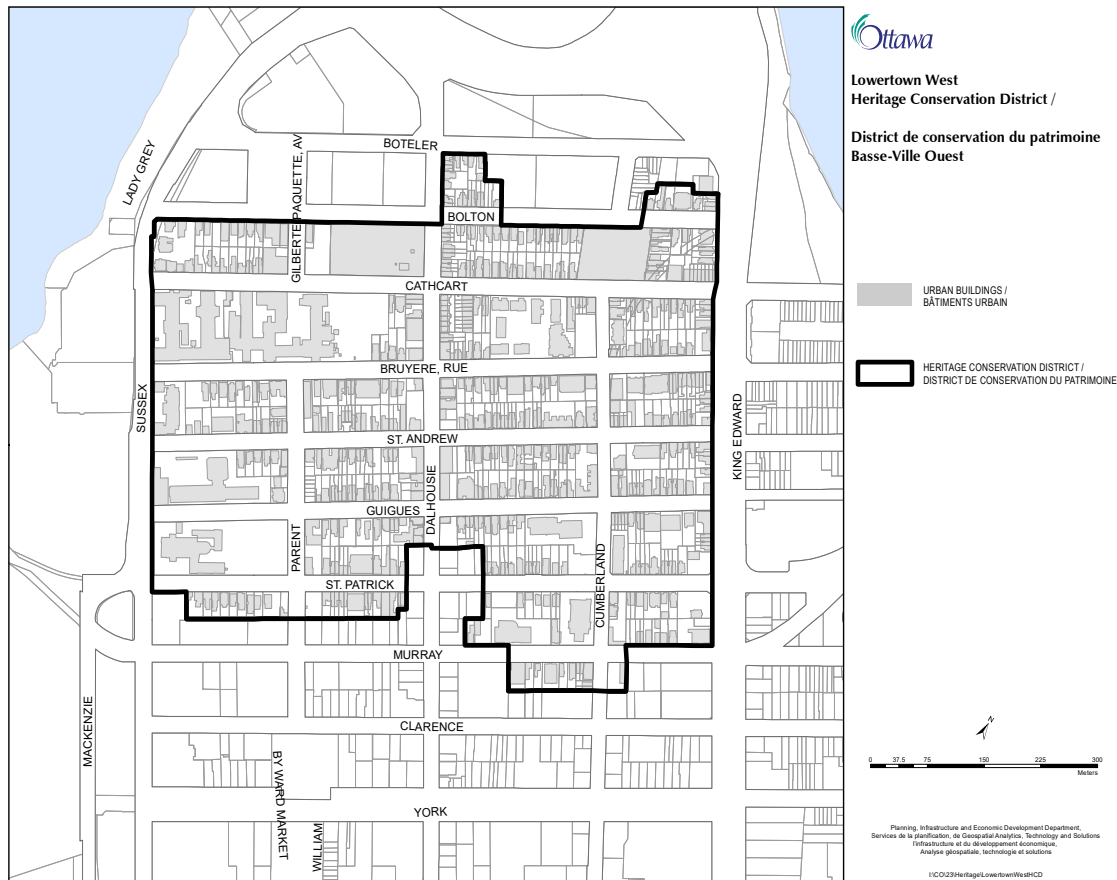 Ottawa
Lowertown West
Heritage Conservation District /
District de conservation du patrimoine
Basse-Ville Ouest
URBAN BUILDINGS /
BÂTIMENTS URBAIN
HERITAGE CONSERVATION DISTRICT /
DISTRICT DE CONSERVATION DU PATRIMOINE
LADY GREY
GILBERTE PAQUETTE, AV
BOTELER
BOLTON
CATHCART
BRUYERE, RUE
SUSSEX
KING EDWARD
ST. ANDREW
DALHOUSIE
GUIGUES
PARENT
CUMBERLAND
ST. PATRICK
MURRAY
MACKENZIE
CLARENCE
BY WARD MARKET
YORK
WILLIAM
N
0 37.5 75 150 225 300
Meters
Planning, Infrastructure and Economic Development Department,
Services de la planification, de Geospatial Analytics, Technology and Solutions
l'infrastructure et du développement économique,
Analyse géospatiale, technologie et solutions
I:\CO\23\Heritage\LowertownWestHCD